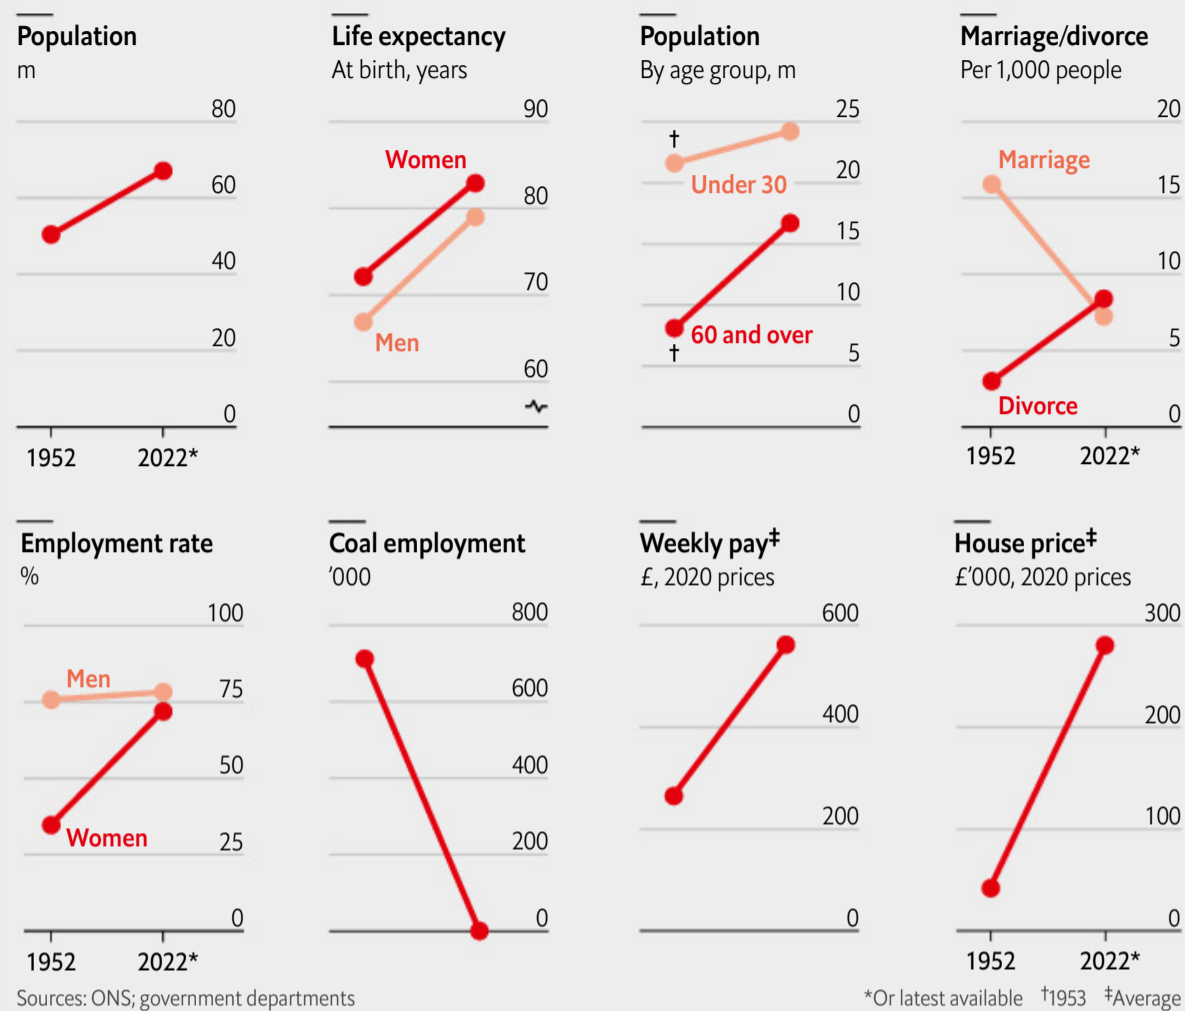 Population
m
80
60
40
20
0
1952
2022*
Life expectancy
At birth, years
90
Women
80
70
Men
60
Population
By age group, m
25
†
20
Under 30
15
10
60 and over
†
5
0
Marriage/divorce
Per 1,000 people
20
Marriage
15
10
5
Divorce
0
1952
2022*
Employment rate
%
100
Men
75
50
Women
25
0
1952
2022*
Coal employment
’000
800
600
400
200
0
Weekly pay‡
£, 2020 prices
600
400
200
0
House price‡
£’000, 2020 prices
300
200
100
0
1952
2022*
Sources: ONS; government departments
*Or latest available †1953 ‡Average